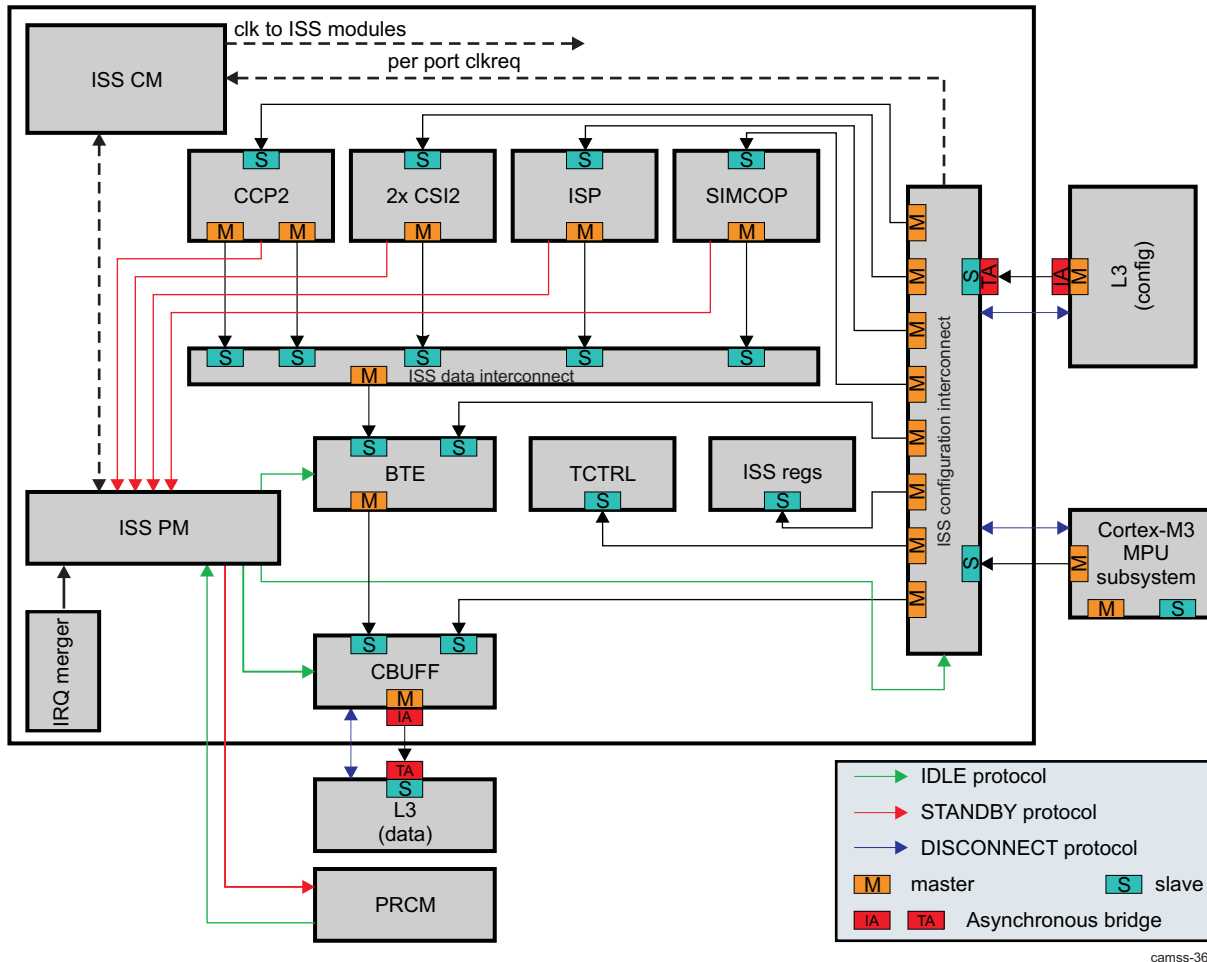 clk to ISS modules
per port clkreq
ISS CM
S
S
S
S
CCP2
2x CSI2
ISP
SIMCOP
M
M
M
M
M
S
S
S
S
S
ISS data interconnect
M
S
S
BTE
M
TCTRL
S
ISS regs
S
ISS PM
IRQ merger
S
S
CBUFF
M
IA
TA
S
L3
(data)
PRCM
M
M
M
M
M
M
M
M
ISS configuration interconnect
S
TA
IA
M
L3
(config)
S
M
Cortex-M3
MPU
subsystem
M
S
IDLE protocol
STANDBY protocol
DISCONNECT protocol
M master
S slave
IA TA Asynchronous bridge
camss-36